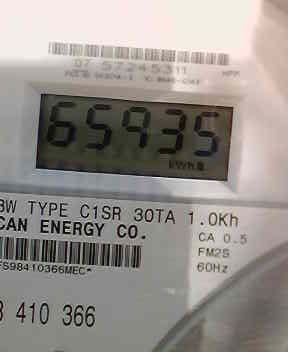 07 57245311
65935
kWh
3W TYPE C1SR 30TA 1.0Kh
CAN ENERGY CO.
CA 0.5
FM2S
60Hz
FS98410366MEC*
410 366